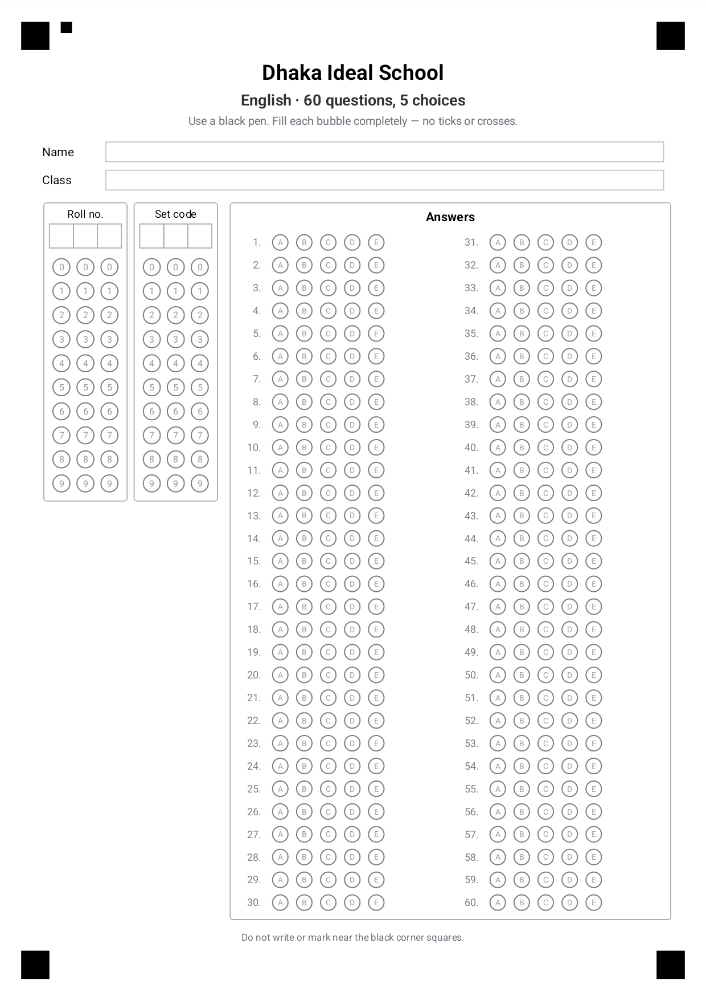 Dhaka Ideal School
English · 60 questions, 5 choices
Use a black pen. Fill each bubble completely — no ticks or crosses.
Name
Class
Roll no.
0 0 0
1 1 1
2 2 2
3 3 3
4 4 4
5 5 5
6 6 6
7 7 7
8 8 8
9 9 9
Set code
0 0 0
1 1 1
2 2 2
3 3 3
4 4 4
5 5 5
6 6 6
7 7 7
8 8 8
9 9 9
Answers
1. A B C D E
2. A B C D E
3. A B C D E
4. A B C D E
5. A B C D E
6. A B C D E
7. A B C D E
8. A B C D E
9. A B C D E
10. A B C D E
11. A B C D E
12. A B C D E
13. A B C D E
14. A B C D E
15. A B C D E
16. A B C D E
17. A B C D E
18. A B C D E
19. A B C D E
20. A B C D E
21. A B C D E
22. A B C D E
23. A B C D E
24. A B C D E
25. A B C D E
26. A B C D E
27. A B C D E
28. A B C D E
29. A B C D E
30. A B C D E
31. A B C D E
32. A B C D E
33. A B C D E
34. A B C D E
35. A B C D E
36. A B C D E
37. A B C D E
38. A B C D E
39. A B C D E
40. A B C D E
41. A B C D E
42. A B C D E
43. A B C D E
44. A B C D E
45. A B C D E
46. A B C D E
47. A B C D E
48. A B C D E
49. A B C D E
50. A B C D E
51. A B C D E
52. A B C D E
53. A B C D E
54. A B C D E
55. A B C D E
56. A B C D E
57. A B C D E
58. A B C D E
59. A B C D E
60. A B C D E
Do not write or mark near the black corner squares.